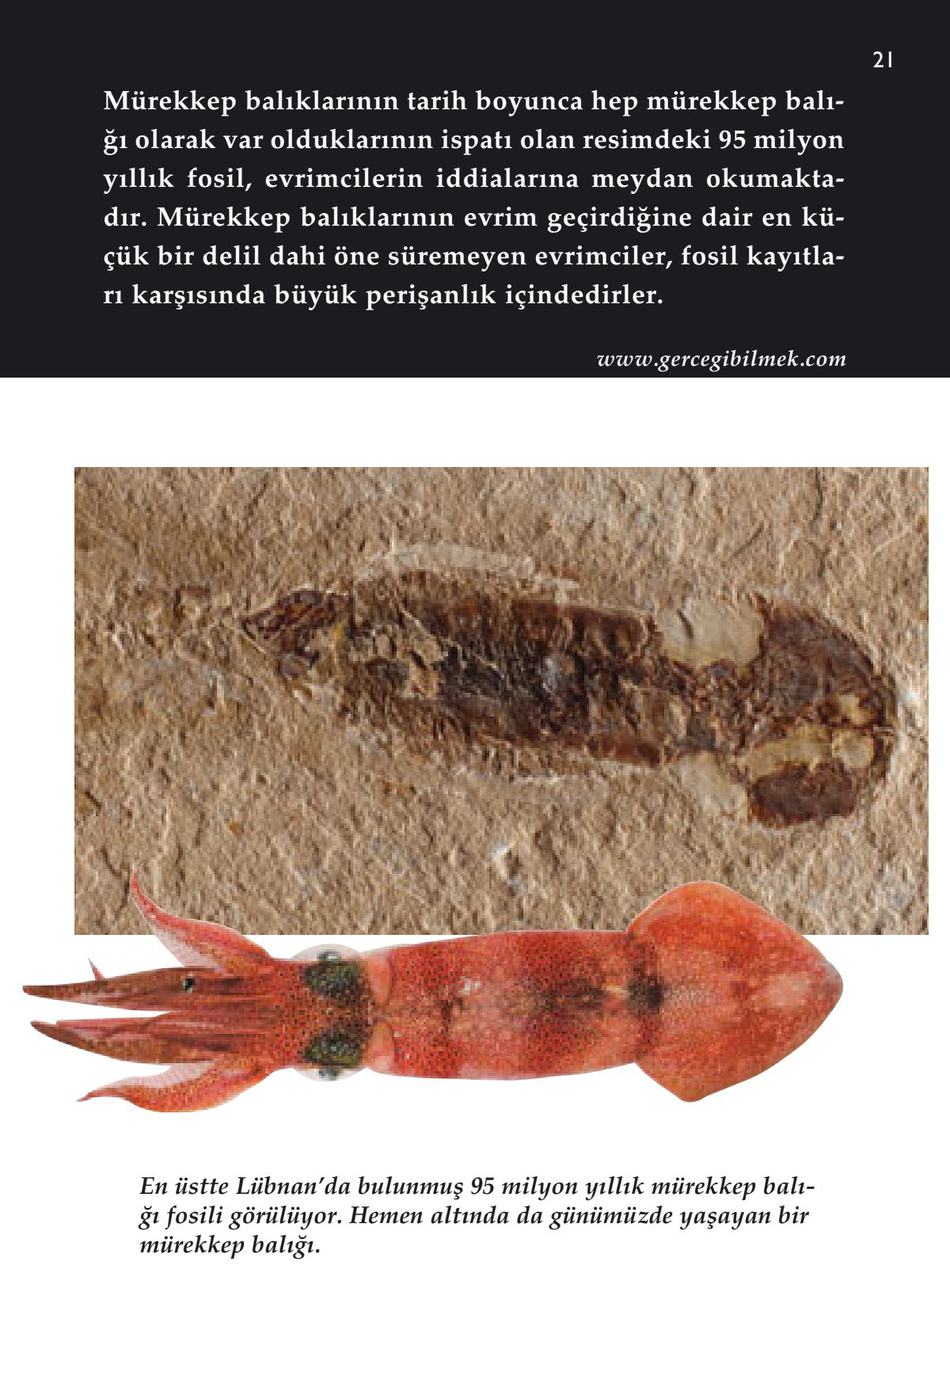 21
Mürekkep balıklarının tarih boyunca hep mürekkep balı-
ğı olarak var olduklarının ispatı olan resimdeki 95 milyon
yıllık fosil, evrimcilerin iddialarına meydan okumakta-
dır. Mürekkep balıklarının evrim geçirdiğine dair en kü-
çük bir delil dahi öne süremeyen evrimciler, fosil kayıtla-
rı karşısında büyük perişanlık içindedirler.
www.gercegibilmek.com
En üstte Lübnan'da bulunmuş 95 milyon yıllık mürekkep balı-
ğı fosili görülüyor. Hemen altında da günümüzde yaşayan bir
mürekkep balığı.